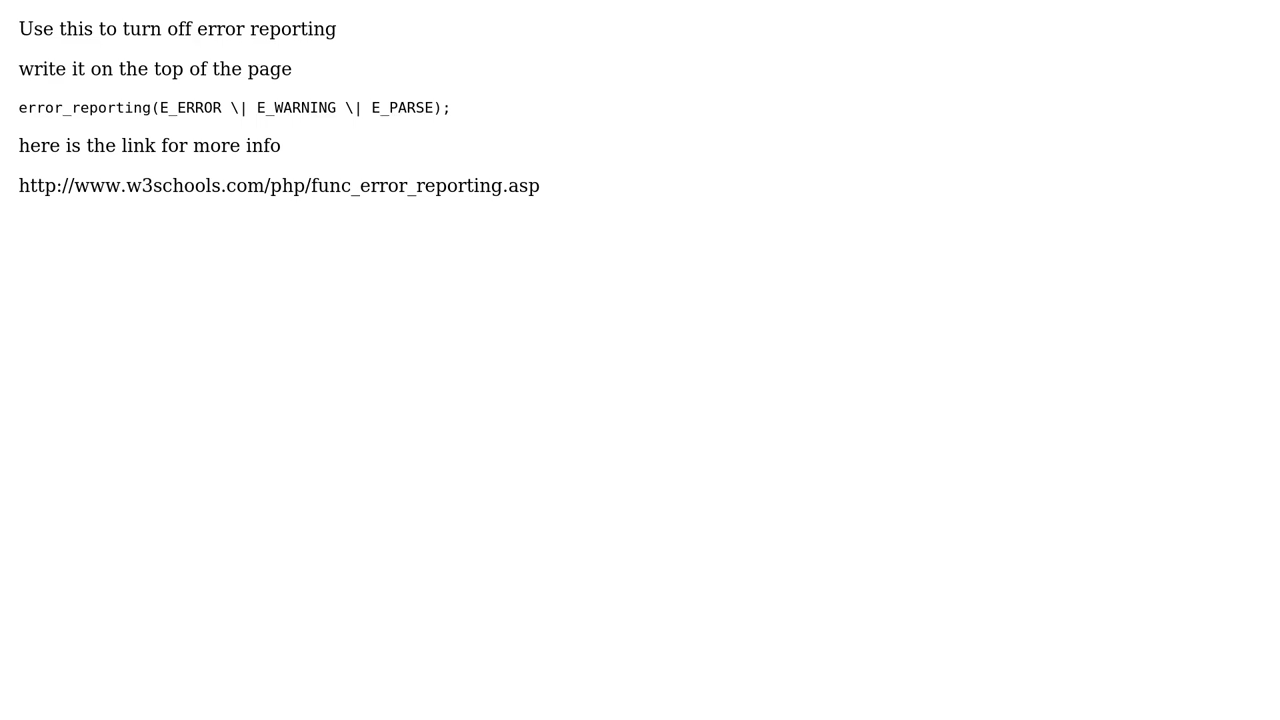 Use this to turn off error reporting
write it on the top of the page
error_reporting(E_ERROR \| E_WARNING \| E_PARSE);
here is the link for more info
http://www.w3schools.com/php/func_error_reporting.asp